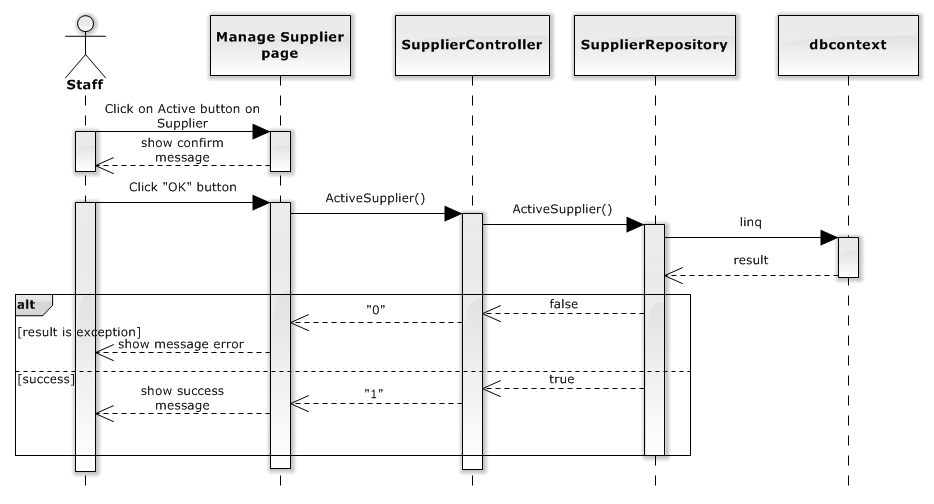 Manage Supplier
page
SupplierController
SupplierRepository
dbcontext
Staff
Click on Active button on
Supplier
show confirm
message
Click "OK" button
ActiveSupplier()
ActiveSupplier()
linq
result
alt
"0"
false
[result is exception]
show message error
[success]
true
show success
message
"1"